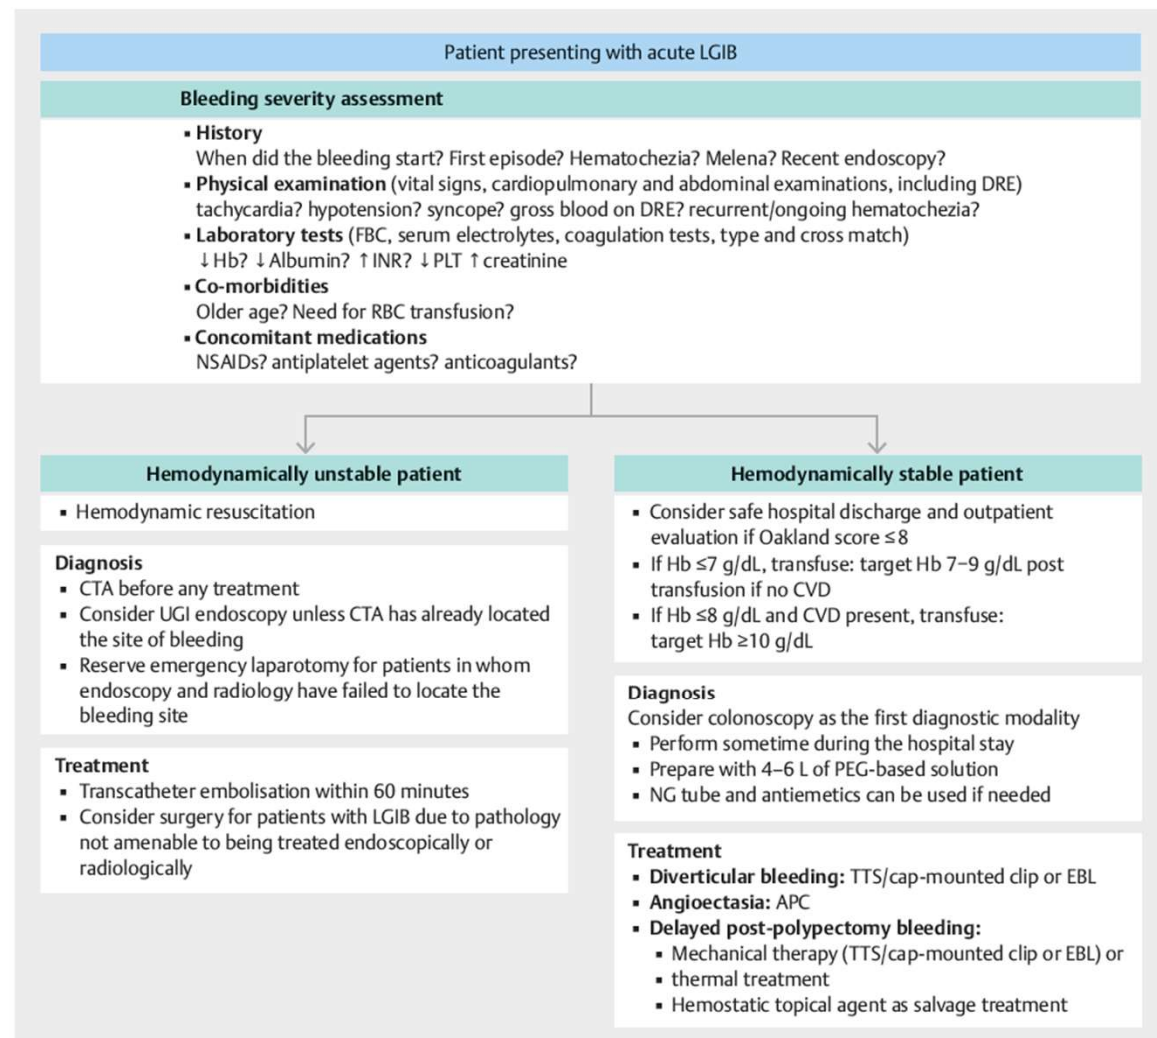 Patient presenting with acute LGIB
Bleeding severity assessment
▪ History
When did the bleeding start? First episode? Hematochezia? Melena? Recent endoscopy?
▪ Physical examination (vital signs, cardiopulmonary and abdominal examinations, including DRE)
tachycardia? hypotension? syncope? gross blood on DRE? recurrent/ongoing hematochezia?
▪ Laboratory tests (FBC, serum electrolytes, coagulation tests, type and cross match)
↓Hb? ↓Albumin? ↑INR? ↓PLT ↑creatinine
▪ Co-morbidities
Older age? Need for RBC transfusion?
▪ Concomitant medications
NSAIDs? antiplatelet agents? anticoagulants?
Hemodynamically unstable patient
▪ Hemodynamic resuscitation
Diagnosis
▪ CTA before any treatment
▪ Consider UGI endoscopy unless CTA has already located
the site of bleeding
▪ Reserve emergency laparotomy for patients in whom
endoscopy and radiology have failed to locate the
bleeding site
Treatment
▪ Transcatheter embolisation within 60 minutes
▪ Consider surgery for patients with LGIB due to pathology
not amenable to being treated endoscopically or
radiologically
Hemodynamically stable patient
▪ Consider safe hospital discharge and outpatient
evaluation if Oakland score ≤8
▪ If Hb ≤7 g/dL, transfuse: target Hb 7–9 g/dL post
transfusion if no CVD
▪ If Hb ≤8 g/dL and CVD present, transfuse:
target Hb ≥10 g/dL
Diagnosis
Consider colonoscopy as the first diagnostic modality
▪ Perform sometime during the hospital stay
▪ Prepare with 4–6 L of PEG-based solution
▪ NG tube and antiemetics can be used if needed
Treatment
▪ Diverticular bleeding: TTS/cap-mounted clip or EBL
▪ Angioectasia: APC
▪ Delayed post-polypectomy bleeding:
▪ Mechanical therapy (TTS/cap-mounted clip or EBL) or
▪ thermal treatment
▪ Hemostatic topical agent as salvage treatment